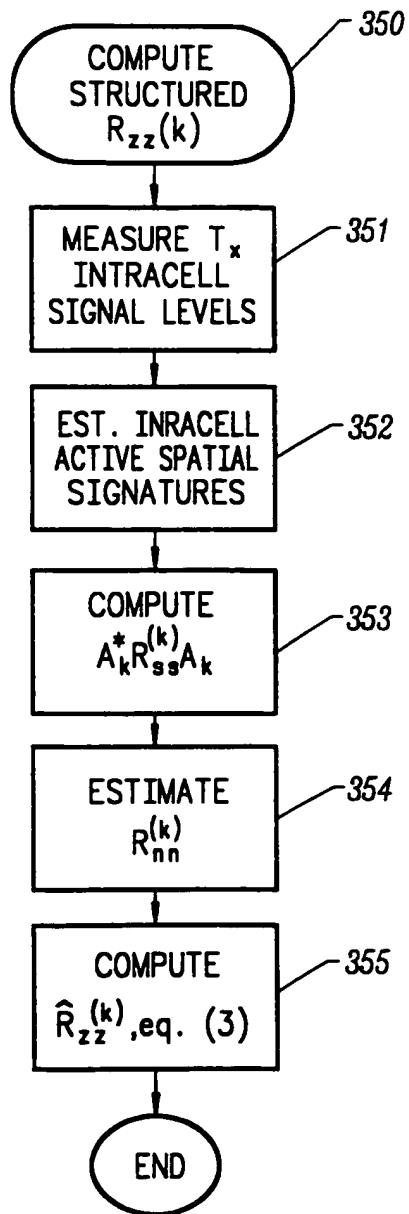 COMPUTE
STRUCTURED
R_zz(k)
350
MEASURE T_x
INTRACELL
SIGNAL LEVELS
351
EST. INRACELL
ACTIVE SPATIAL
SIGNATURES
352
COMPUTE
A_k^* R_ss^(k) A_k
353
ESTIMATE
R_nn^(k)
354
COMPUTE
R̂_zz^(k), eq. (3)
355
END